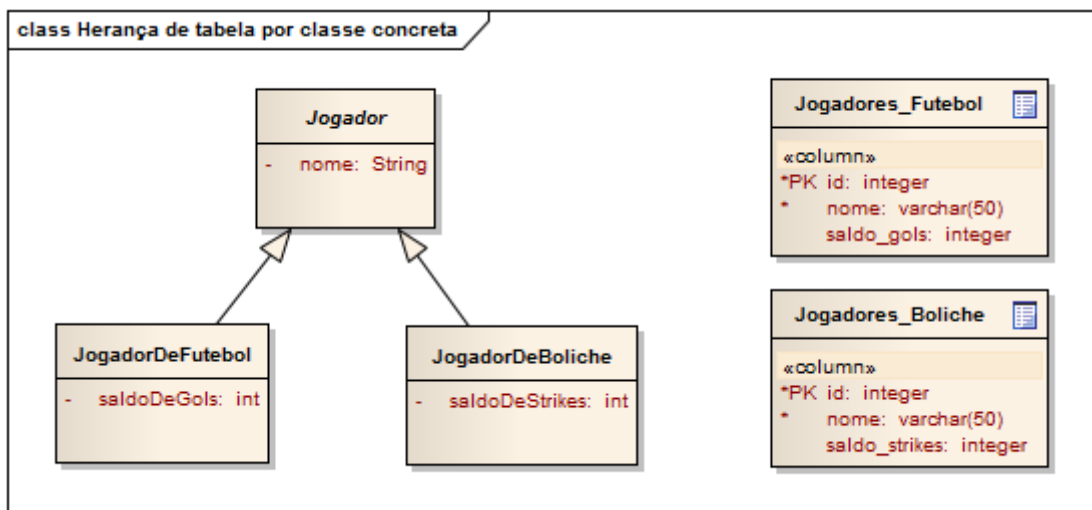 class Herança de tabela por classe concreta
Jogador
- nome: String
JogadorDeFutebol
- saldoDeGols: int
JogadorDeBoliche
- saldoDeStrikes: int
Jogadores_Futebol
«column»
*PK id: integer
* nome: varchar(50)
saldo_gols: integer
Jogadores_Boliche
«column»
*PK id: integer
* nome: varchar(50)
saldo_strikes: integer